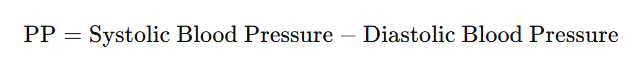 PP = Systolic Blood Pressure − Diastolic Blood Pressure